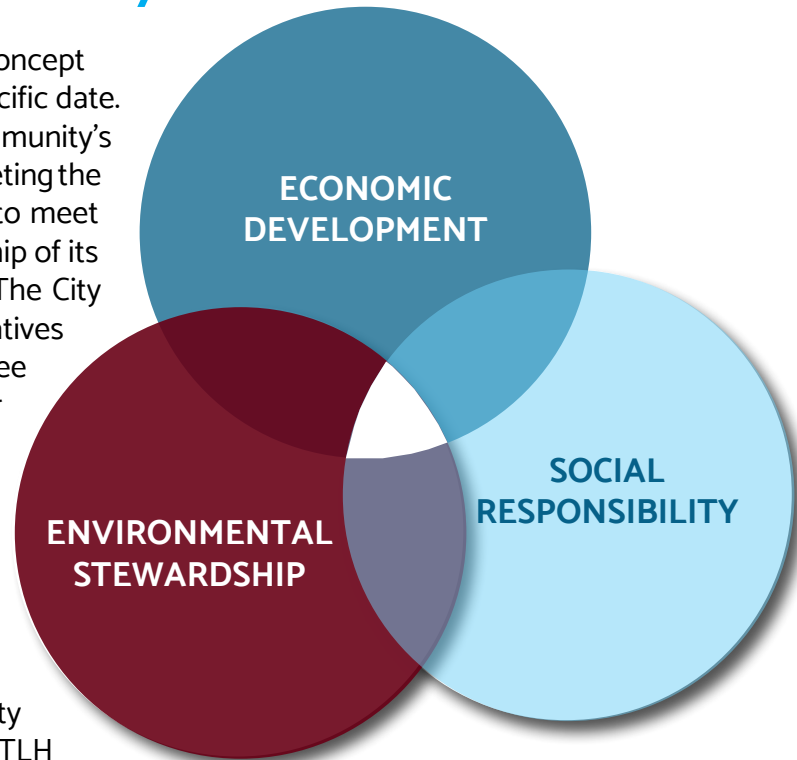 oncept
cific date.
munity's
eting the
to meet
ip of its
The City
atives
ee
ECONOMIC
DEVELOPMENT
SOCIAL
RESPONSIBILITY
ENVIRONMENTAL
STEWARDSHIP
ty
TLH